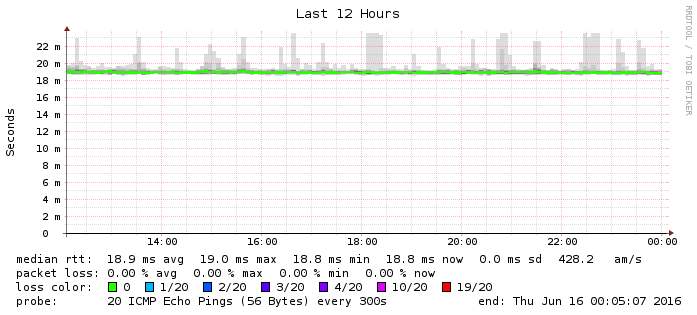 Last 12 Hours
RRDTOOL / TOBI OETIKER
Seconds
22 m
20 m
18 m
16 m
14 m
12 m
10 m
8 m
6 m
4 m
2 m
0
14:00 16:00 18:00 20:00 22:00 00:00
median rtt: 18.9 ms avg 19.0 ms max 18.8 ms min 18.8 ms now 0.0 ms sd 428.2 am/s
packet loss: 0.00 % avg 0.00 % max 0.00 % min 0.00 % now
loss color: 0 1/20 2/20 3/20 4/20 10/20 19/20
probe: 20 ICMP Echo Pings (56 Bytes) every 300s end: Thu Jun 16 00:05:07 2016